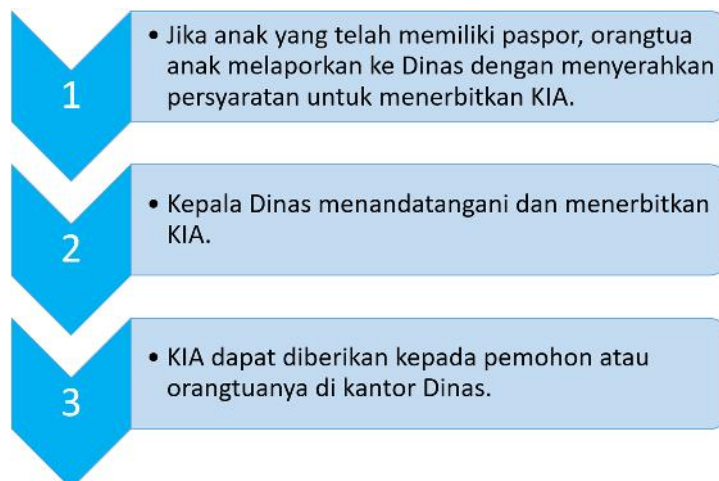 1
• Jika anak yang telah memiliki paspor, orangtua
anak melaporkan ke Dinas dengan menyerahkan
persyaratan untuk menerbitkan KIA.
2
• Kepala Dinas menandatangani dan menerbitkan
KIA.
3
• KIA dapat diberikan kepada pemohon atau
orangtuanya di kantor Dinas.